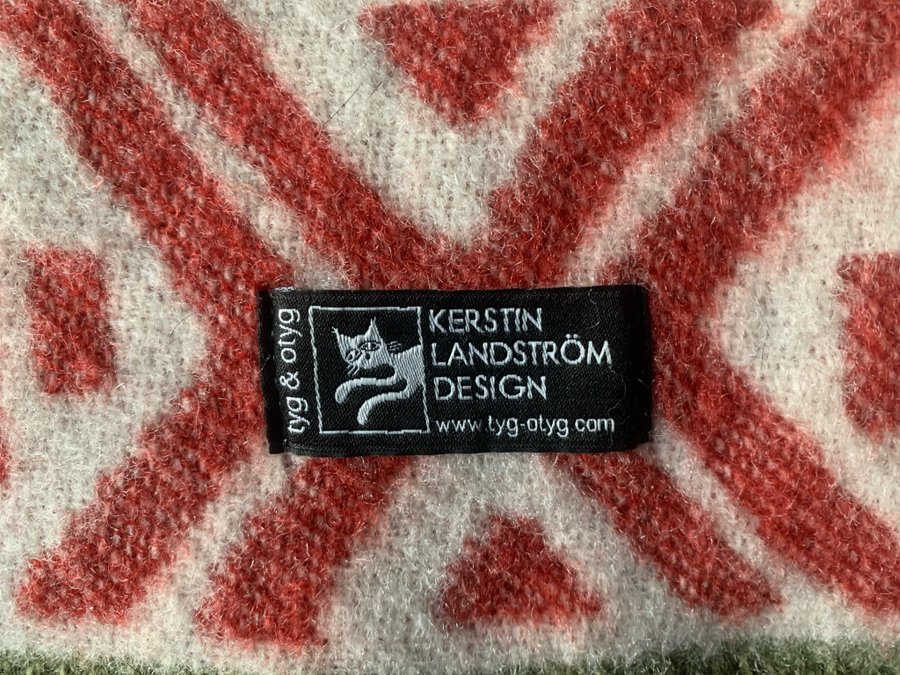 tyg & otyg
KERSTIN
LANDSTRÖM
DESIGN
www.tyg-otyg.com